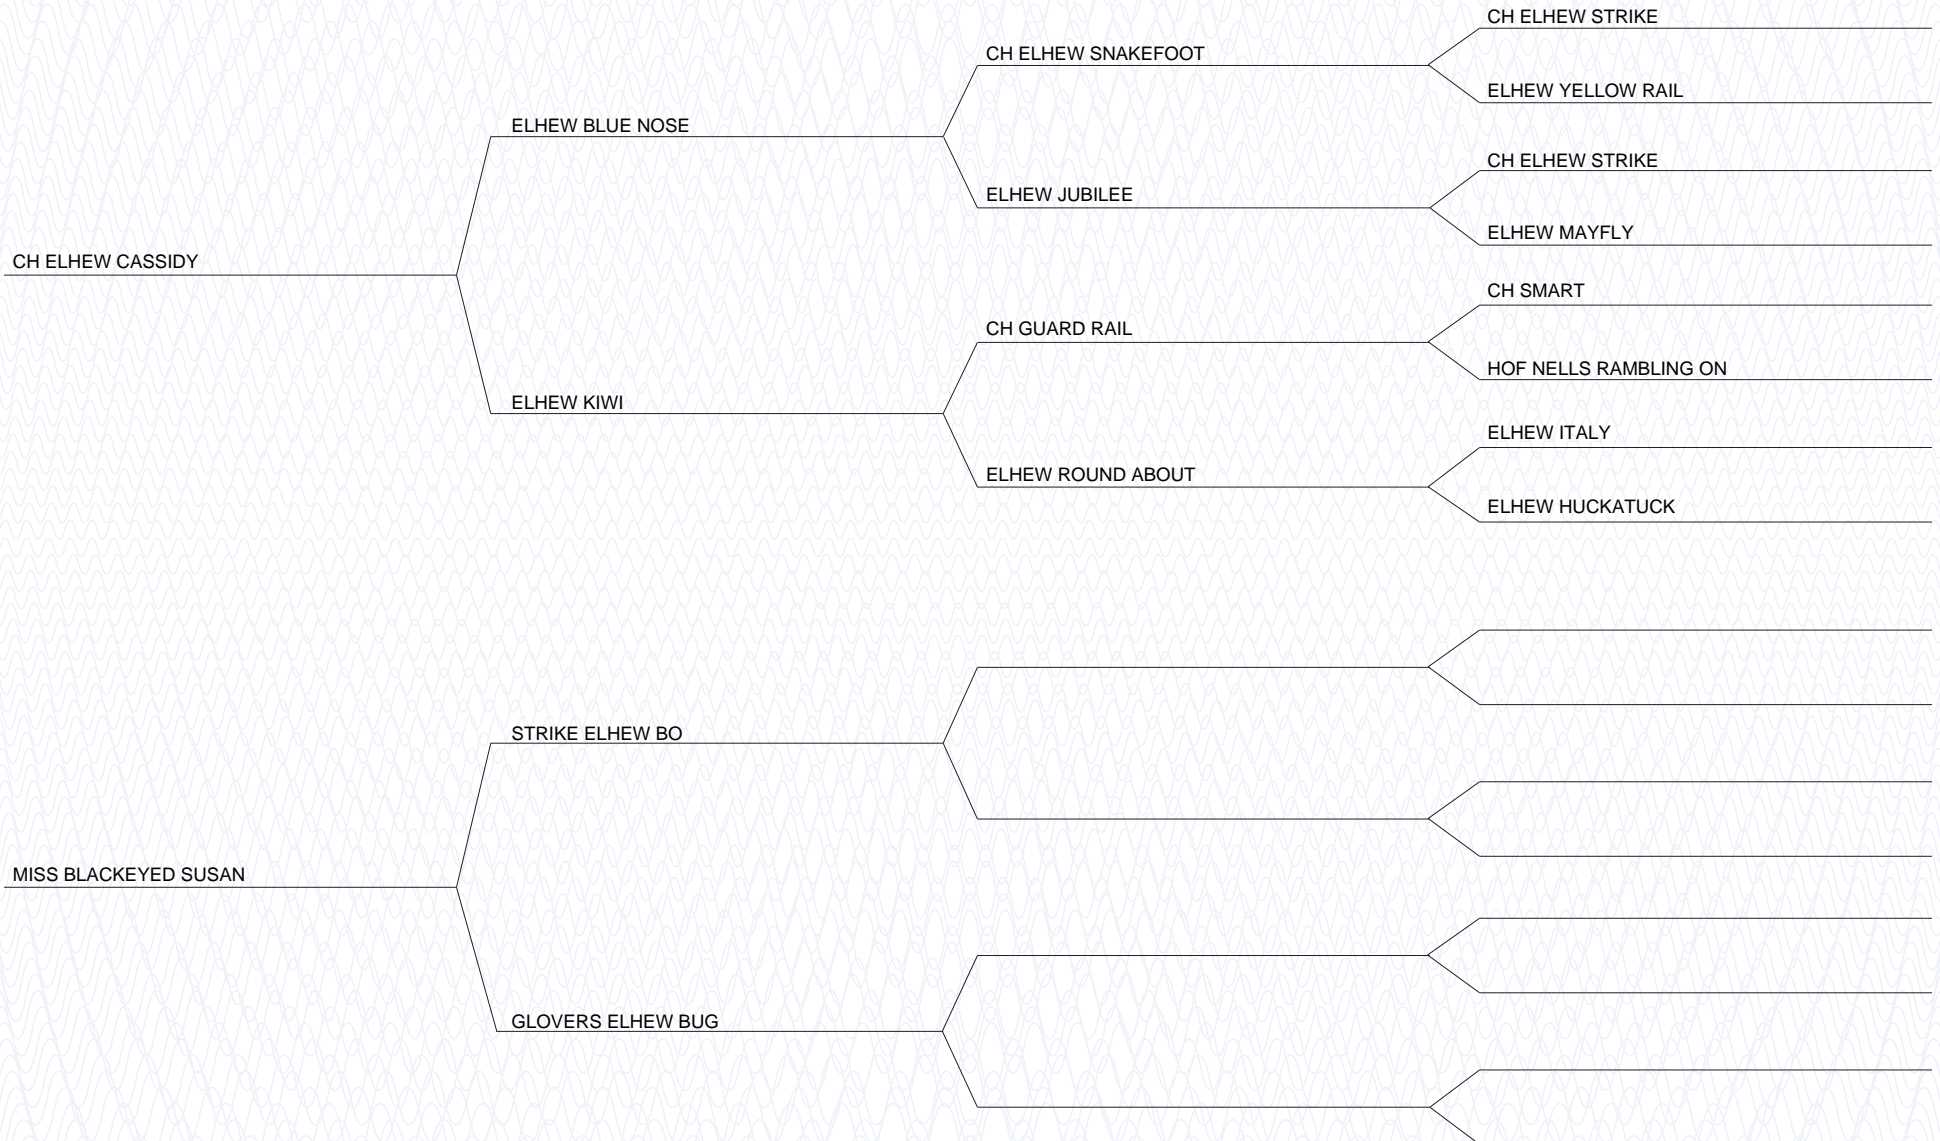 CH ELHEW STRIKE
CH ELHEW SNAKEFOOT
ELHEW YELLOW RAIL
ELHEW BLUE NOSE
CH ELHEW STRIKE
ELHEW JUBILEE
ELHEW MAYFLY
CH ELHEW CASSIDY
CH SMART
CH GUARD RAIL
HOF NELLS RAMBLING ON
ELHEW KIWI
ELHEW ITALY
ELHEW ROUND ABOUT
ELHEW HUCKATUCK
STRIKE ELHEW BO
MISS BLACKEYED SUSAN
GLOVERS ELHEW BUG